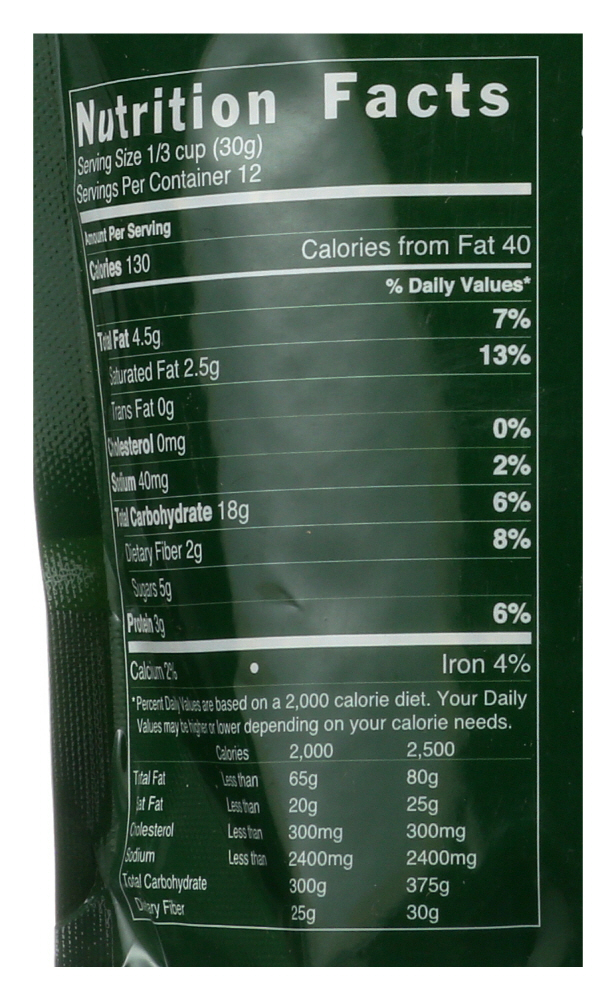 Nutrition Facts
Serving Size 1/3 cup (30g)
Servings Per Container 12
Amount Per Serving
Calories 130 Calories from Fat 40
% Daily Values*
Total Fat 4.5g 7%
Saturated Fat 2.5g 13%
Trans Fat 0g
Cholesterol 0mg 0%
Sodium 40mg 2%
Total Carbohydrate 18g 6%
Dietary Fiber 2g 8%
Sugars 5g
Protein 3g 6%
Calcium 2% • Iron 4%
*Percent Daily Values are based on a 2,000 calorie diet. Your Daily
Values may be higher or lower depending on your calorie needs.
Calories 2,000 2,500
Total Fat Less than 65g 80g
Sat Fat Less than 20g 25g
Cholesterol Less than 300mg 300mg
Sodium Less than 2400mg 2400mg
Total Carbohydrate 300g 375g
Dietary Fiber 25g 30g